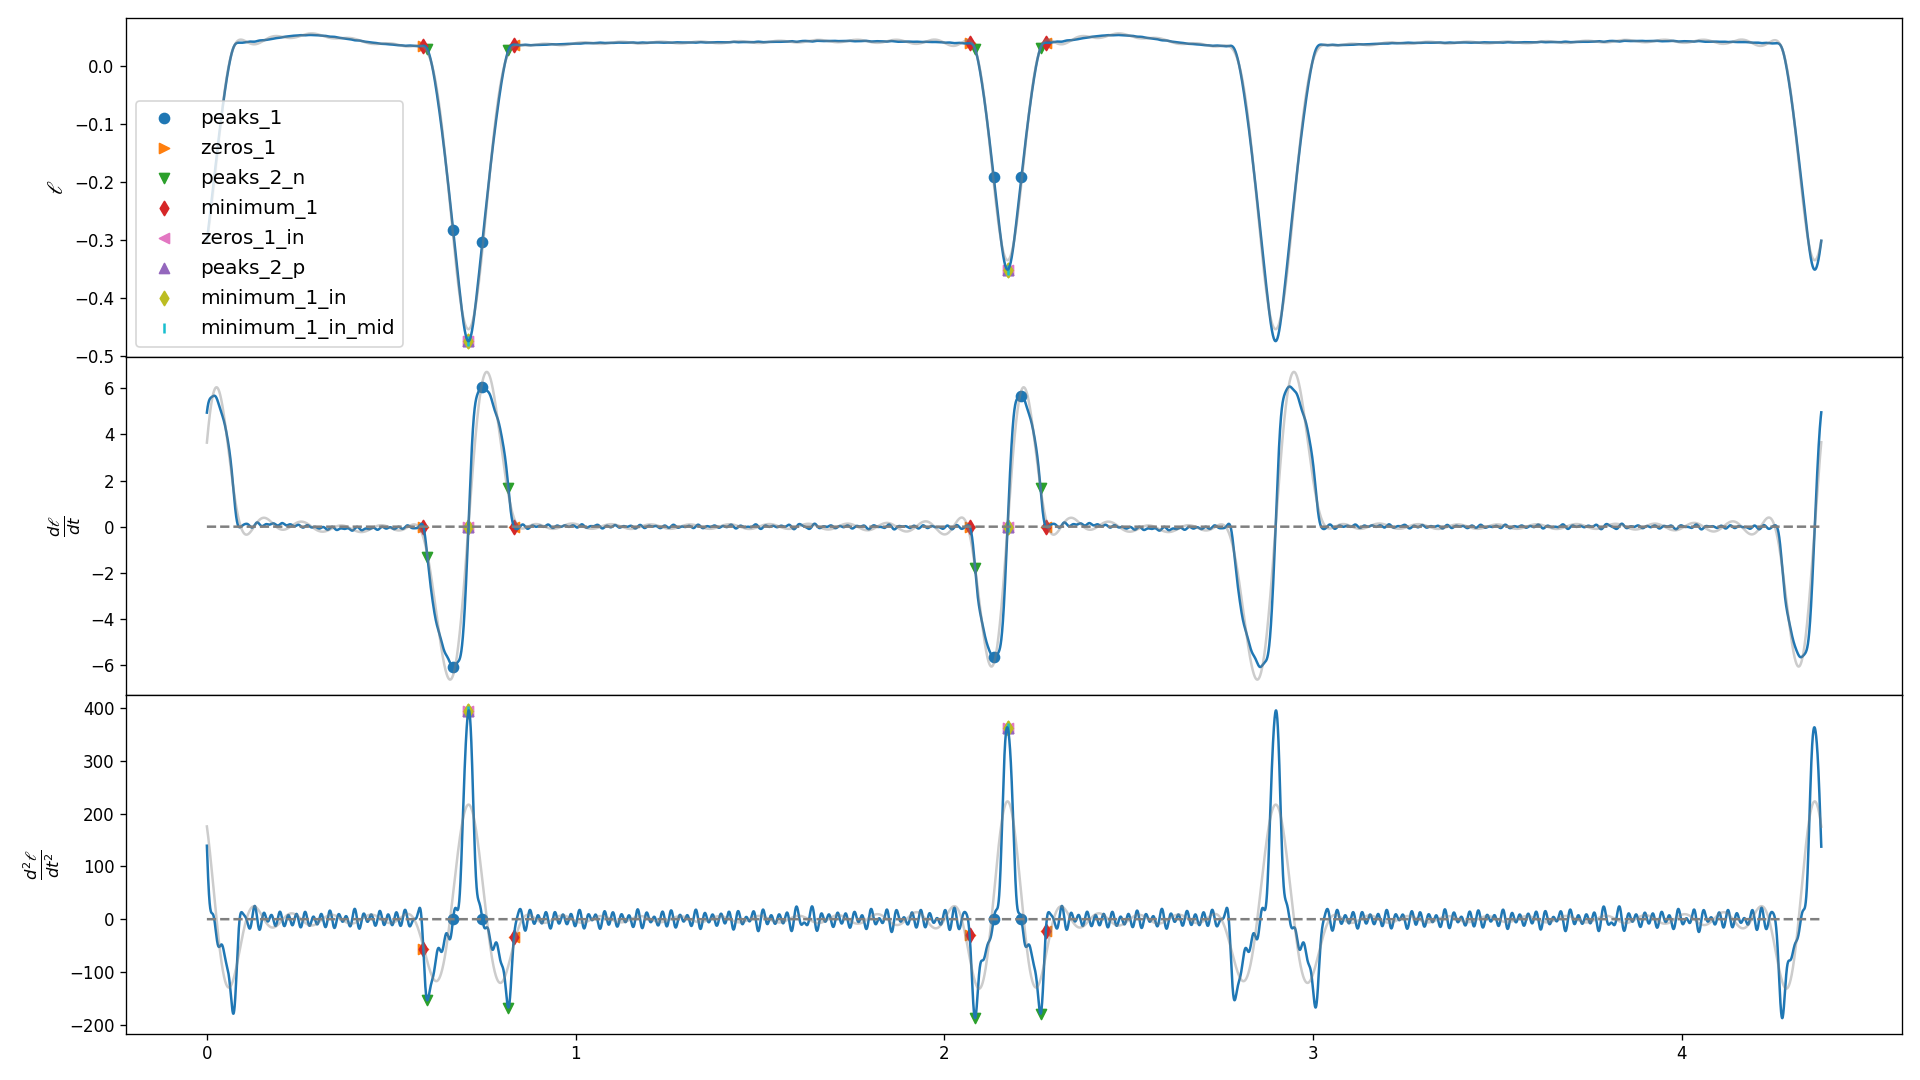 0.0
−0.1
−0.2
−0.3
−0.4
−0.5
ℓ
peaks_1
zeros_1
peaks_2_n
minimum_1
zeros_1_in
peaks_2_p
minimum_1_in
minimum_1_in_mid
6
4
2
0
−2
−4
−6
dℓ
dt
400
300
200
100
0
−100
−200
d²ℓ
dt²
0 1 2 3 4